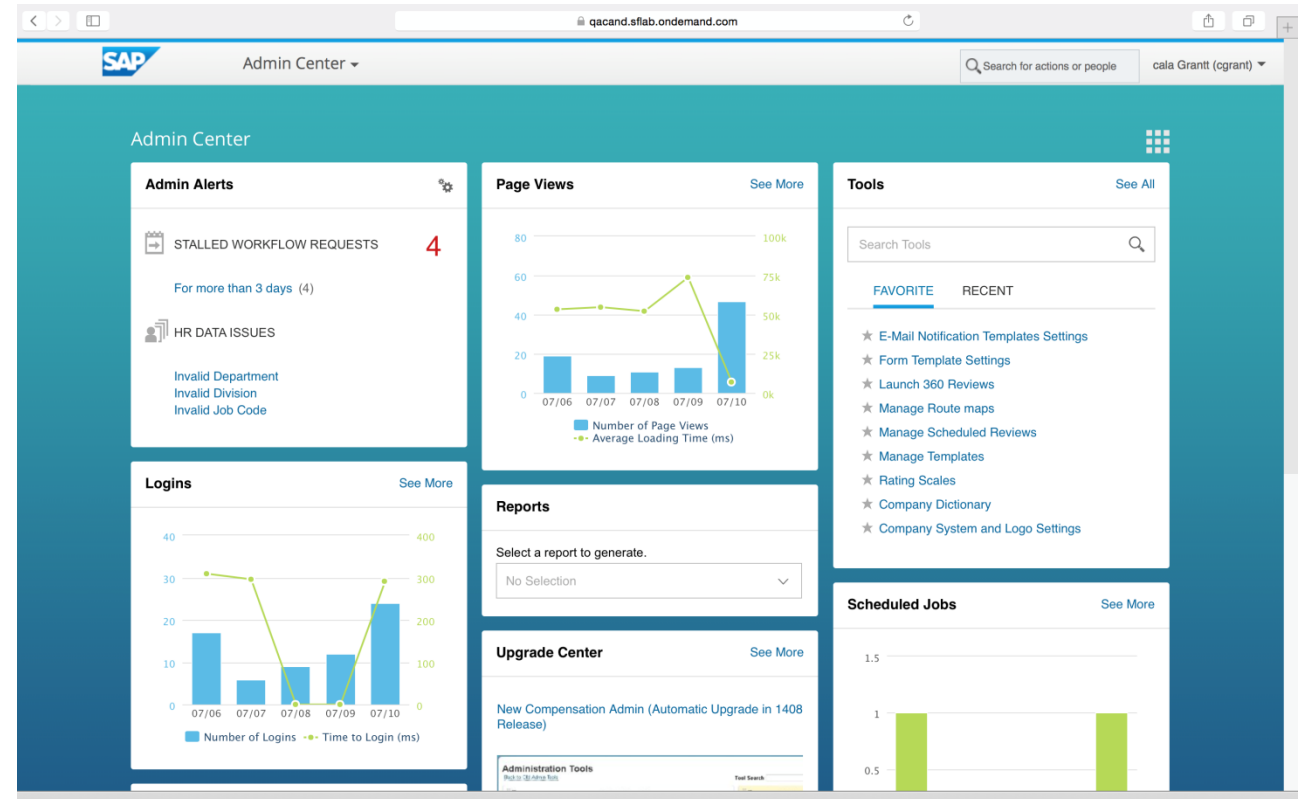 qacand.sflab.ondemand.com
SAP
Admin Center
Search for actions or people
cala Grantt (cgrant)
Admin Center
Admin Alerts
STALLED WORKFLOW REQUESTS 4
For more than 3 days (4)
HR DATA ISSUES
Invalid Department
Invalid Division
Invalid Job Code
Logins See More
40 400
30 300
20 200
10 100
0 0
07/06 07/07 07/08 07/09 07/10
Number of Logins Time to Login (ms)
Page Views See More
80 100k
60 75k
40 50k
20 25k
0 0k
07/06 07/07 07/08 07/09 07/10
Number of Page Views
Average Loading Time (ms)
Reports
Select a report to generate.
No Selection
Upgrade Center See More
New Compensation Admin (Automatic Upgrade in 1408
Release)
Administration Tools
Tool Search
Tools See All
Search Tools
FAVORITE RECENT
E-Mail Notification Templates Settings
Form Template Settings
Launch 360 Reviews
Manage Route maps
Manage Scheduled Reviews
Manage Templates
Rating Scales
Company Dictionary
Company System and Logo Settings
Scheduled Jobs See More
1.5
1
0.5